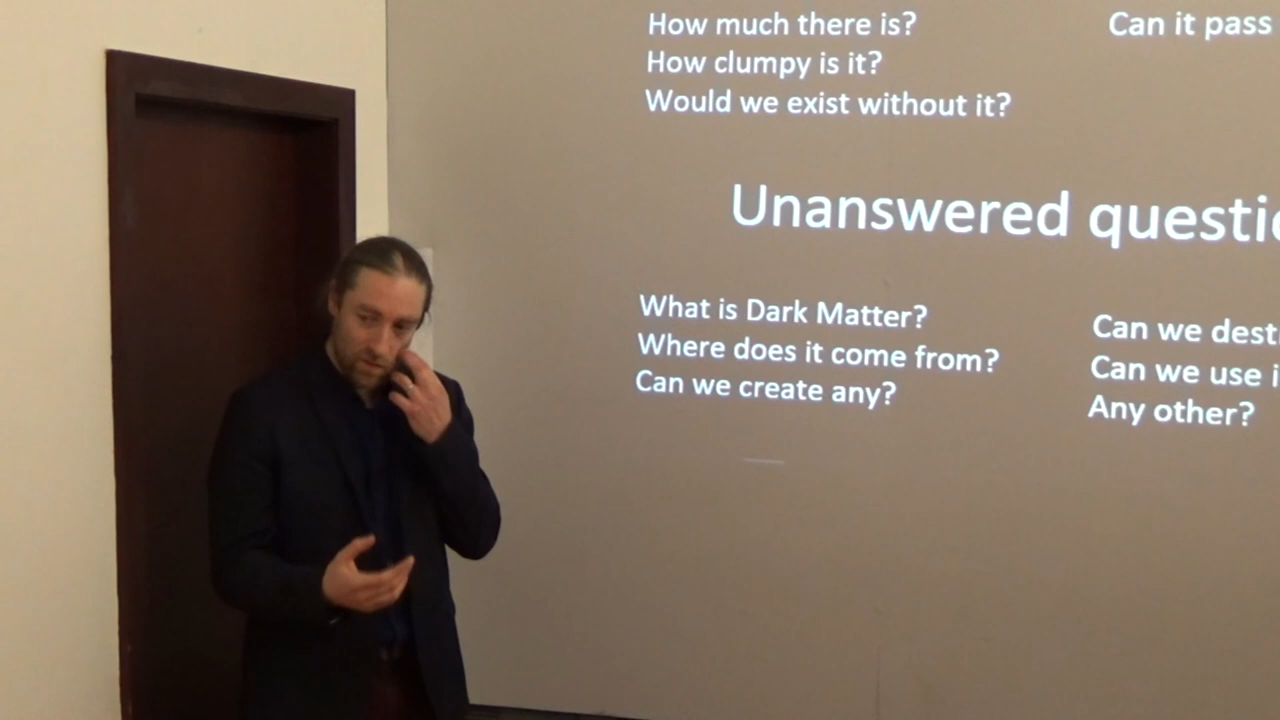 How much there is?
How clumpy is it?
Would we exist without it?
Can it pass
Unanswered questio
What is Dark Matter?
Where does it come from?
Can we create any?
Can we dest
Can we use i
Any other?